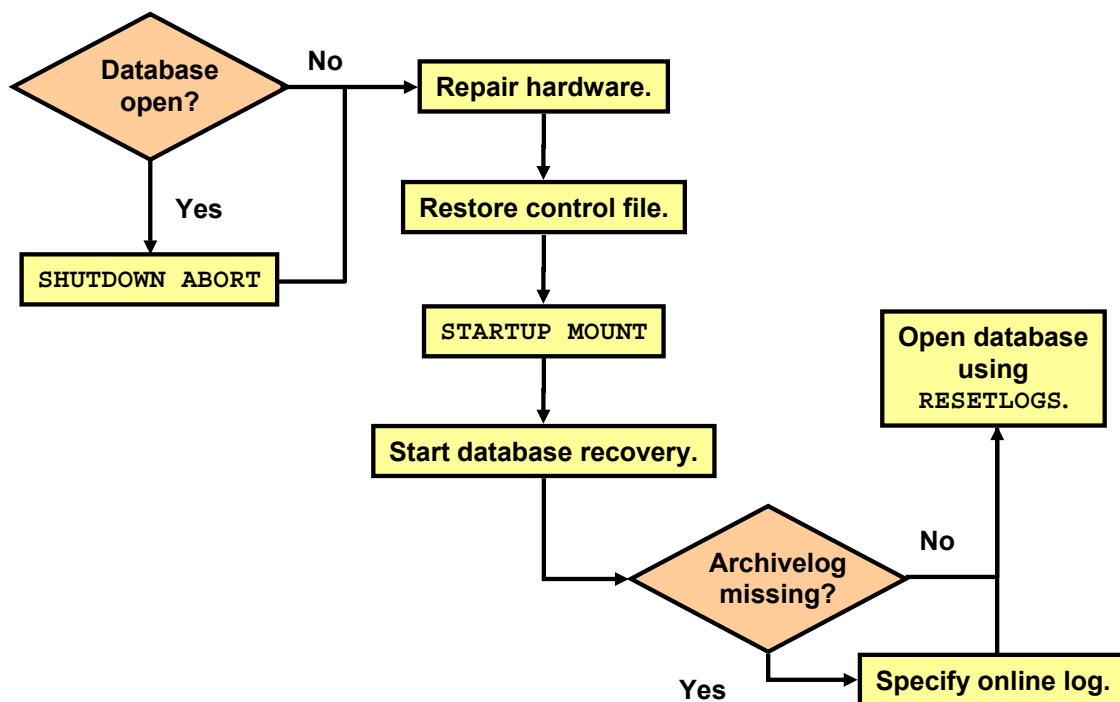 Database
open?
No
Repair hardware.
Yes
Restore control file.
SHUTDOWN ABORT
STARTUP MOUNT
Open database
using
RESETLOGS.
Start database recovery.
Archivelog
missing?
No
Yes
Specify online log.